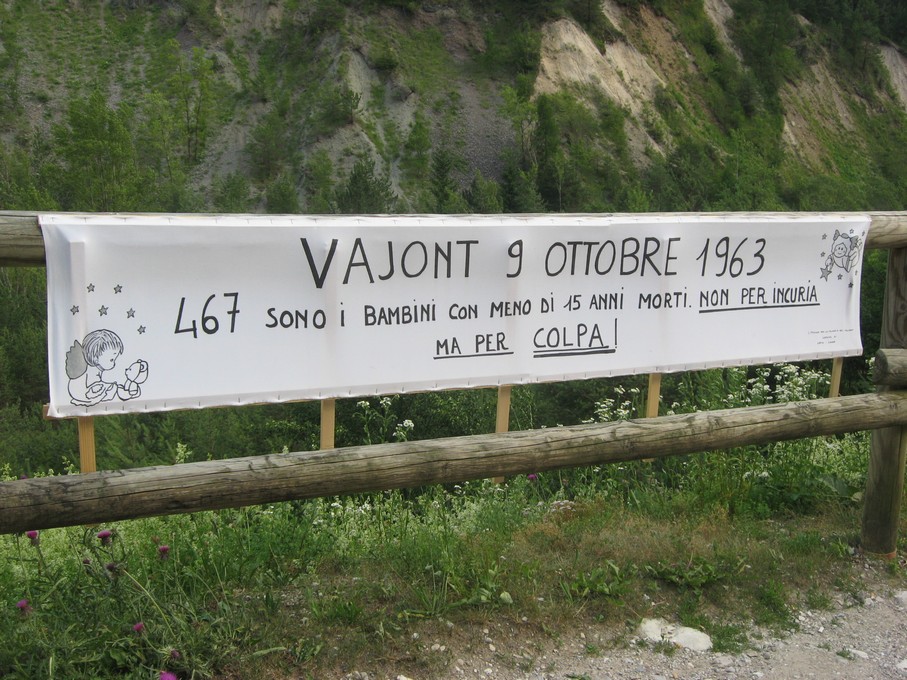 VAJONT 9 OTTOBRE 1963
467 SONO I BAMBINI CON MENO DI 15 ANNI MORTI. NON PER INCURIA
MA PER COLPA!